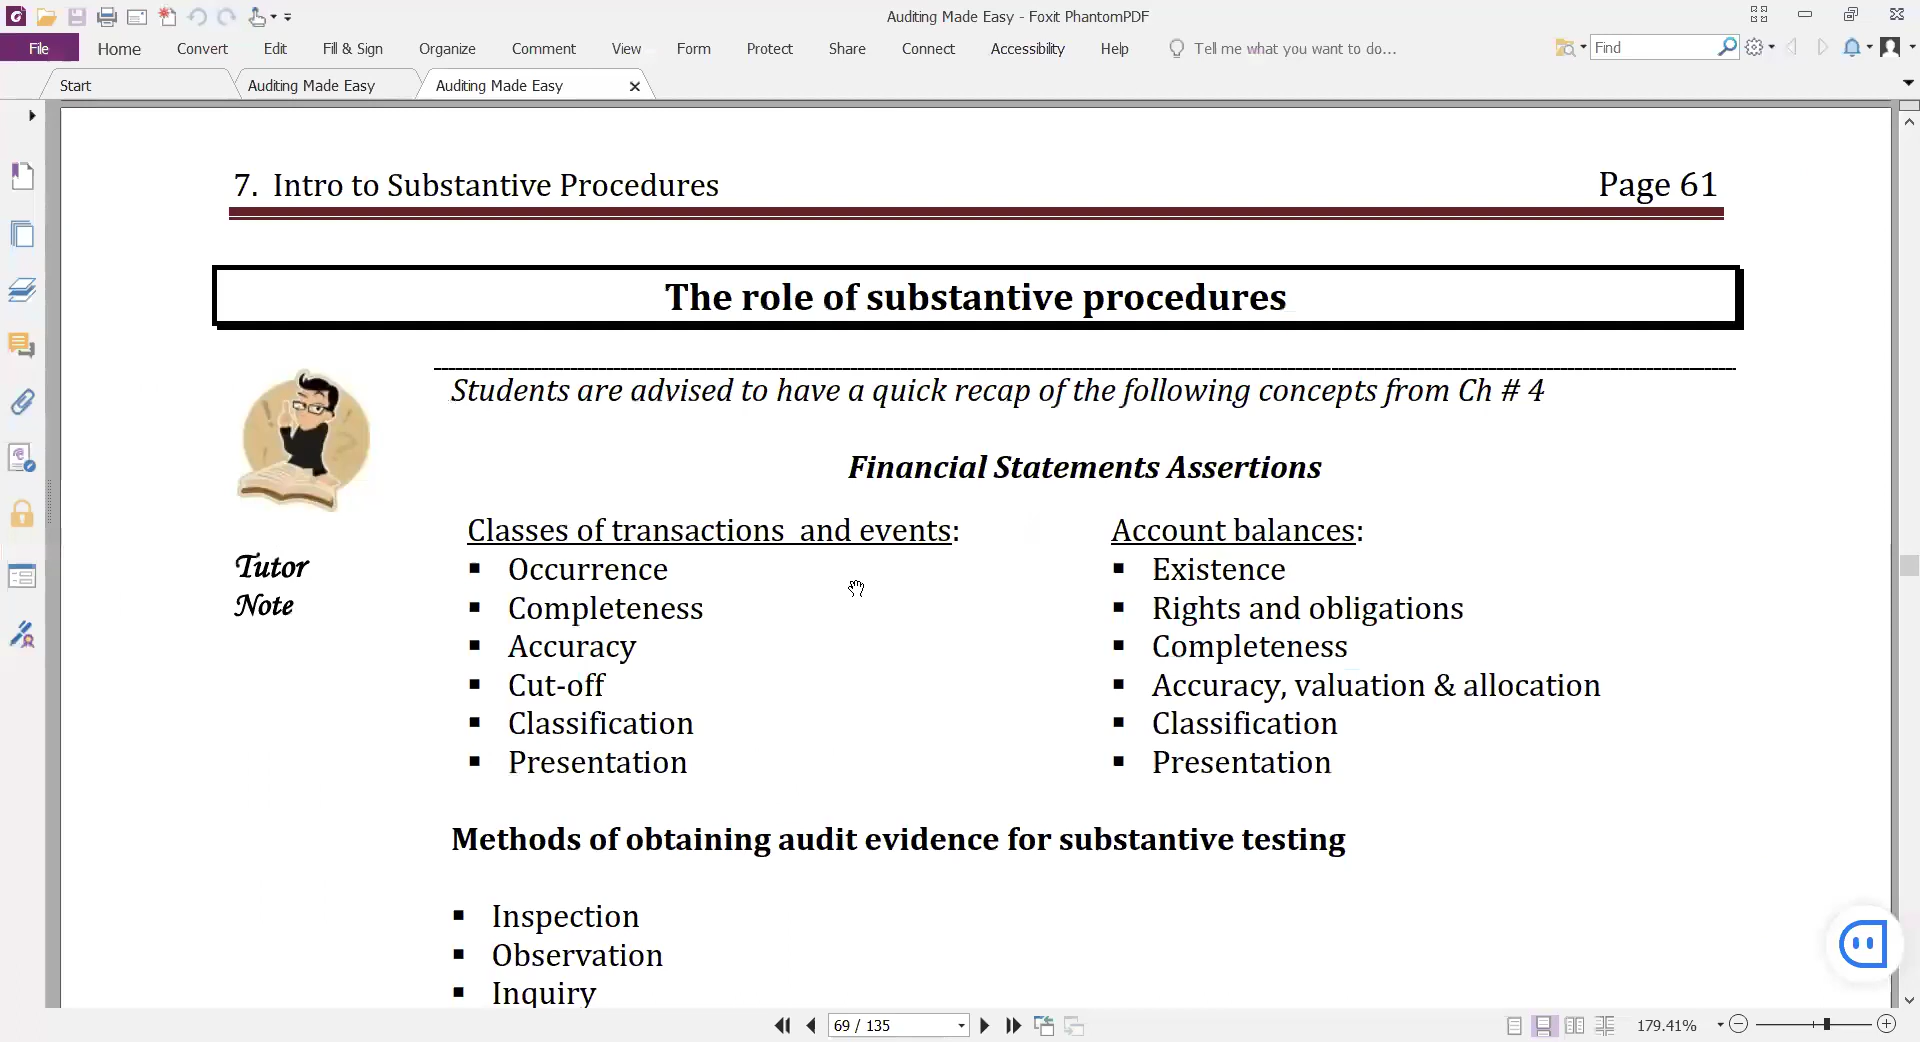 Auditing Made Easy - Foxit PhantomPDF
File Home Convert Edit Fill & Sign Organize Comment View Form Protect Share Connect Accessibility Help Tell me what you want to do... Find
Start Auditing Made Easy Auditing Made Easy
7. Intro to Substantive Procedures Page 61
The role of substantive procedures
Students are advised to have a quick recap of the following concepts from Ch # 4
Financial Statements Assertions
Tutor
Note
Classes of transactions and events:
▪ Occurrence
▪ Completeness
▪ Accuracy
▪ Cut-off
▪ Classification
▪ Presentation
Account balances:
▪ Existence
▪ Rights and obligations
▪ Completeness
▪ Accuracy, valuation & allocation
▪ Classification
▪ Presentation
Methods of obtaining audit evidence for substantive testing
▪ Inspection
▪ Observation
▪ Inquiry
69 / 135 179.41%